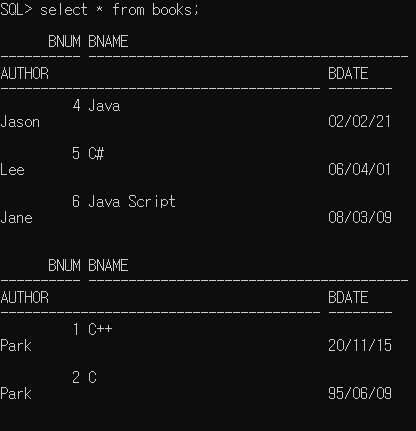 SQL> select * from books;
BNUM BNAME
---------- ----------------------------------------
AUTHOR BDATE
---------------------------------------- --------
4 Java
Jason 02/02/21
5 C#
Lee 06/04/01
6 Java Script
Jane 08/03/09
BNUM BNAME
---------- ----------------------------------------
AUTHOR BDATE
---------------------------------------- --------
1 C++
Park 20/11/15
2 C
Park 95/06/09